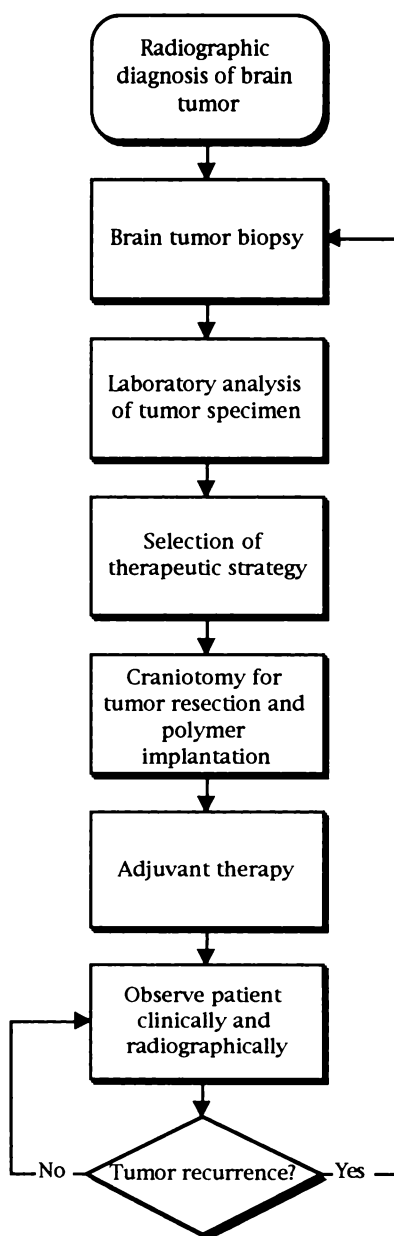 Radiographic
diagnosis of brain
tumor
Brain tumor biopsy
Laboratory analysis
of tumor specimen
Selection of
therapeutic strategy
Craniotomy for
tumor resection and
polymer
implantation
Adjuvant therapy
Observe patient
clinically and
radiographically
No
Tumor recurrence?
Yes